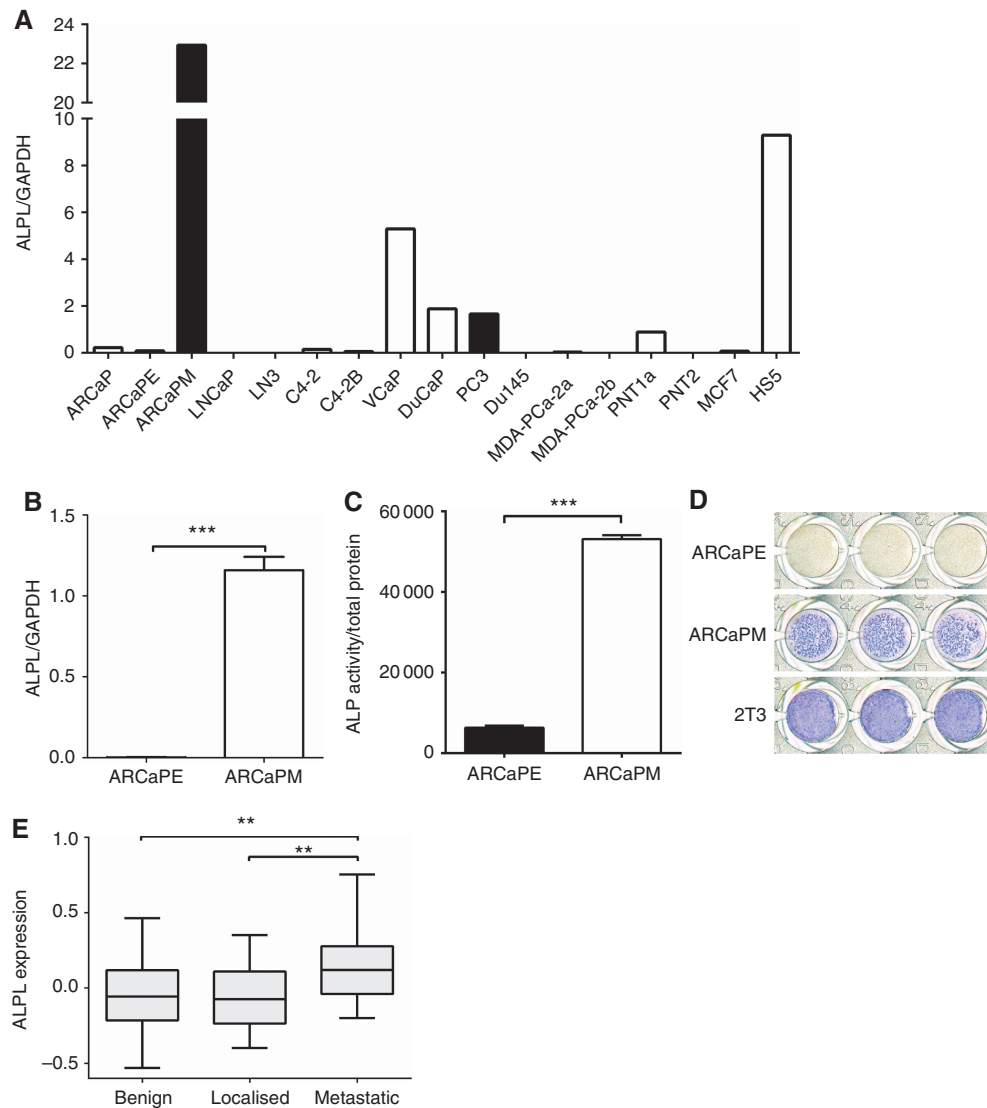 A
ALPL/GAPDH
24
22
20
10
8
6
4
2
0
ARCaP
ARCaPE
ARCaPM
LNCaP
LN3
C4-2
C4-2B
VCaP
DuCaP
PC3
Du145
MDA-PCa-2a
MDA-PCa-2b
PNT1a
PNT2
MCF7
HS5
B
ALPL/GAPDH
1.5
1.0
0.5
0.0
***
ARCaPE
ARCaPM
C
ALP activity/total protein
60 000
40 000
20 000
0
***
ARCaPE
ARCaPM
D
ARCaPE
ARCaPM
2T3
E
ALPL expression
1.0
0.5
0.0
–0.5
**
**
Benign
Localised
Metastatic